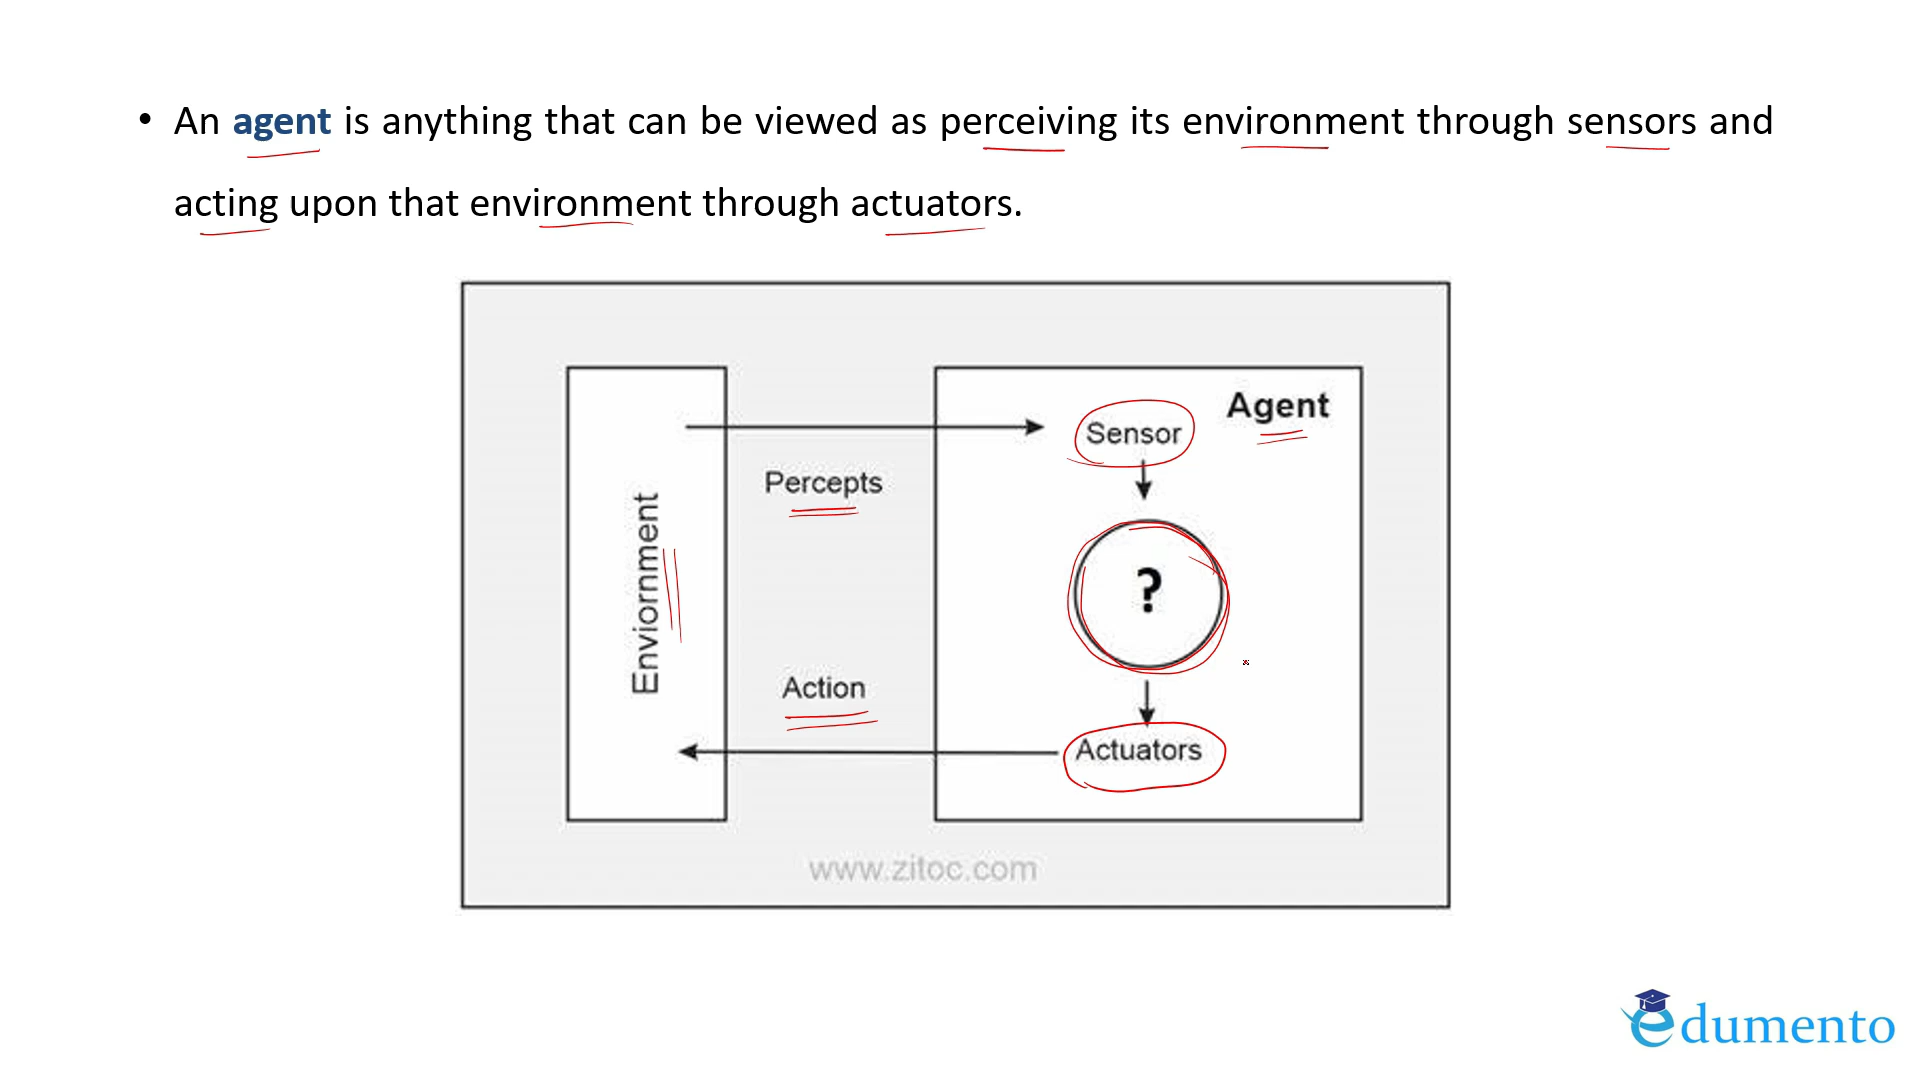 • An agent is anything that can be viewed as perceiving its environment through sensors and
acting upon that environment through actuators.
Agent
Sensor
Percepts
Enviornment
?
Action
Actuators
www.zitoc.com
edumento